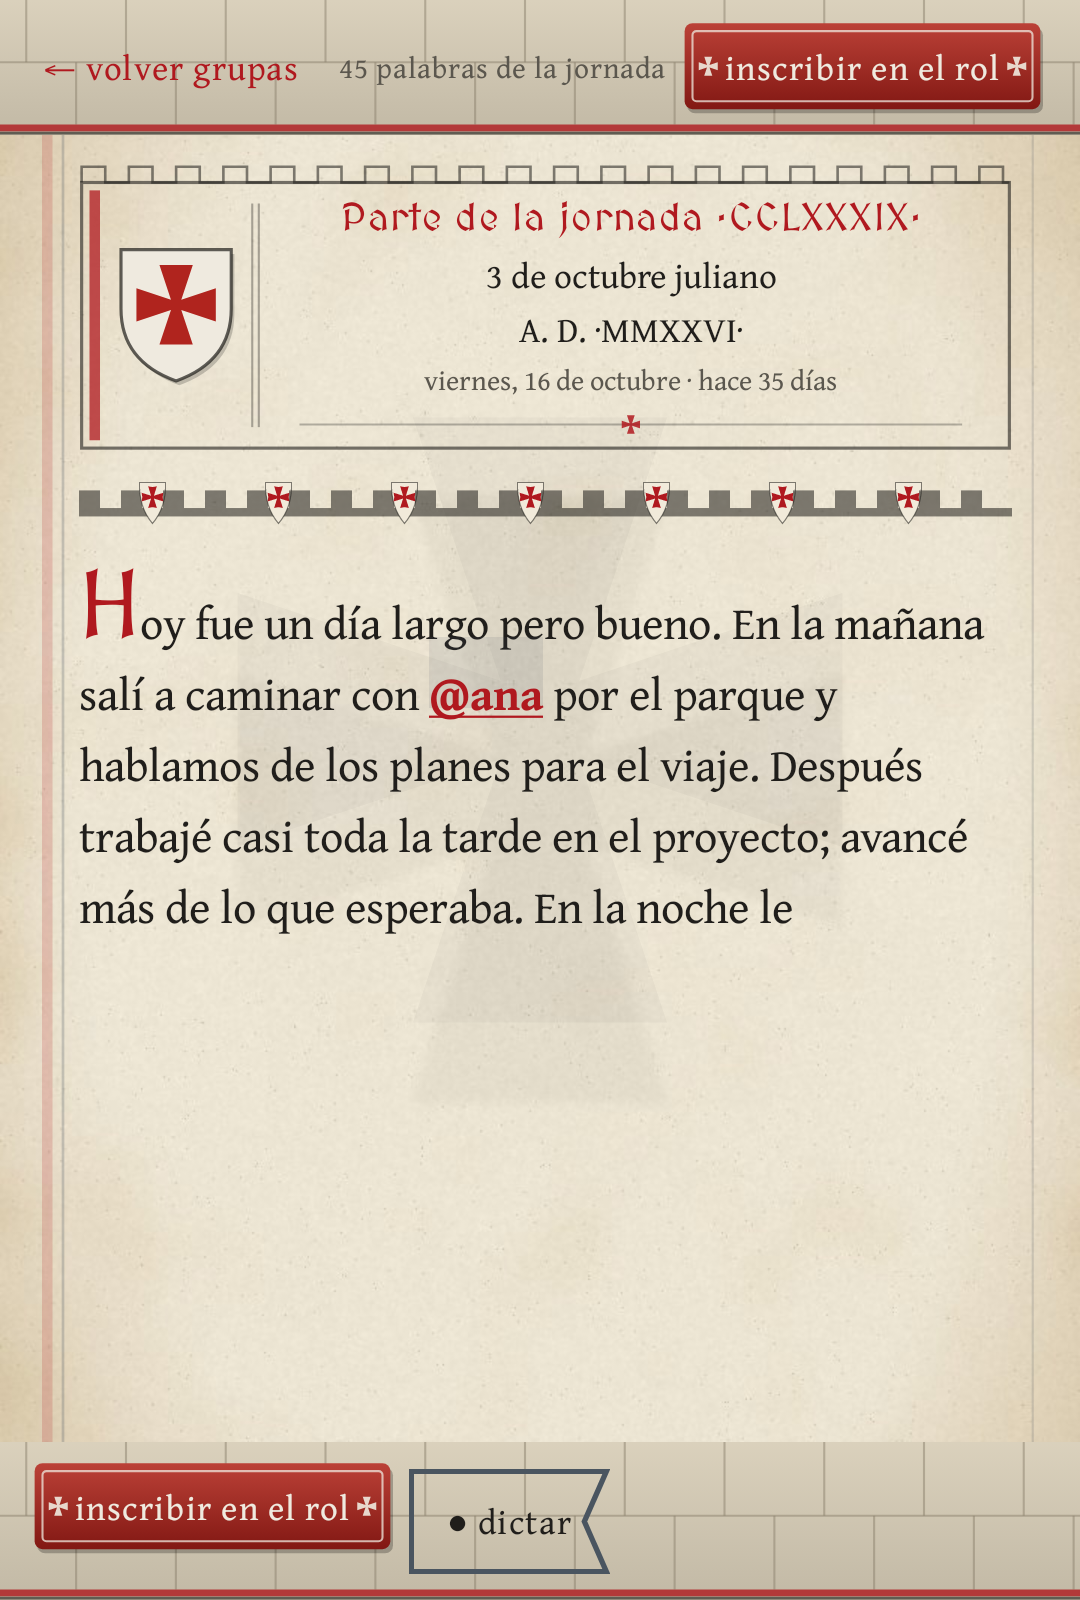 ← volver grupas
45 palabras de la jornada
✠ inscribir en el rol ✠
Parte de la jornada ·CCLXXXIX·
3 de octubre juliano
A. D. ·MMXXVI·
viernes, 16 de octubre · hace 35 días
Hoy fue un día largo pero bueno. En la mañana
salí a caminar con @ana por el parque y
hablamos de los planes para el viaje. Después
trabajé casi toda la tarde en el proyecto; avancé
más de lo que esperaba. En la noche le
✠ inscribir en el rol ✠
● dictar